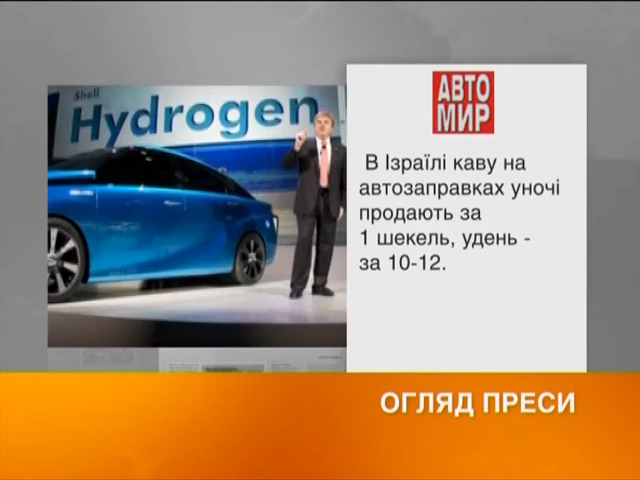 Shell
Hydrogen
АВТО
МИР
В Ізраїлі каву на
автозаправках уночі
продають за
1 шекель, удень -
за 10-12.
ОГЛЯД ПРЕСИ